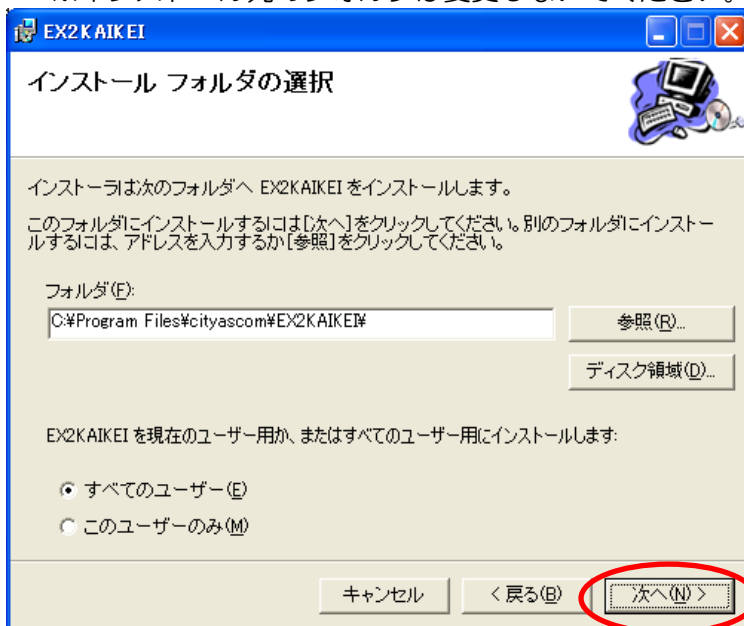 EX2KAIKEI
インストール フォルダの選択
インストーラは次のフォルダへ EX2KAIKEI をインストールします。
このフォルダにインストールするには[次へ]をクリックしてください。別のフォルダにインストー
ルするには、アドレスを入力するか[参照]をクリックしてください。
フォルダ(F):
C:¥Program Files¥cityascom¥EX2KAIKEI¥
参照(R)...
ディスク領域(D)...
EX2KAIKEI を現在のユーザー用か、またはすべてのユーザー用にインストールします:
すべてのユーザー(E)
このユーザーのみ(M)
キャンセル
< 戻る(B)
次へ(N) >